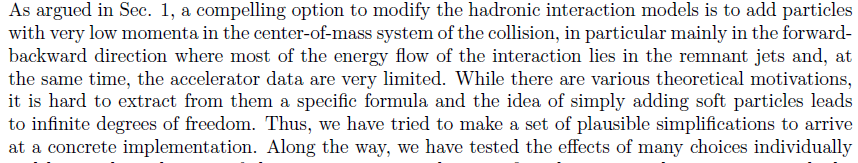 As argued in Sec. 1, a compelling option to modify the hadronic interaction models is to add particles
with very low momenta in the center-of-mass system of the collision, in particular mainly in the forward-
backward direction where most of the energy flow of the interaction lies in the remnant jets and, at
the same time, the accelerator data are very limited. While there are various theoretical motivations,
it is hard to extract from them a specific formula and the idea of simply adding soft particles leads
to infinite degrees of freedom. Thus, we have tried to make a set of plausible simplifications to arrive
at a concrete implementation. Along the way, we have tested the effects of many choices individually